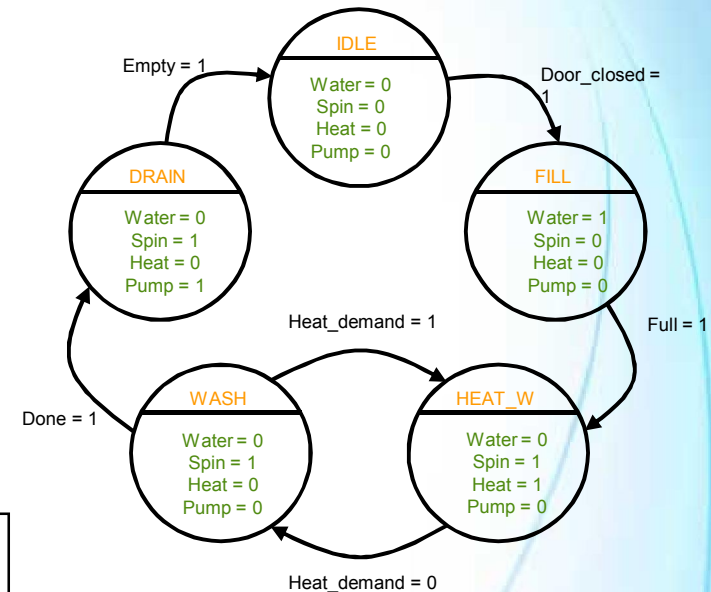 IDLE
Water = 0
Spin = 0
Heat = 0
Pump = 0
Empty = 1
Door_closed =
1
DRAIN
Water = 0
Spin = 1
Heat = 0
Pump = 1
FILL
Water = 1
Spin = 0
Heat = 0
Pump = 0
Heat_demand = 1
Full = 1
WASH
Water = 0
Spin = 1
Heat = 0
Pump = 0
HEAT_W
Water = 0
Spin = 1
Heat = 1
Pump = 0
Done = 1
Heat_demand = 0